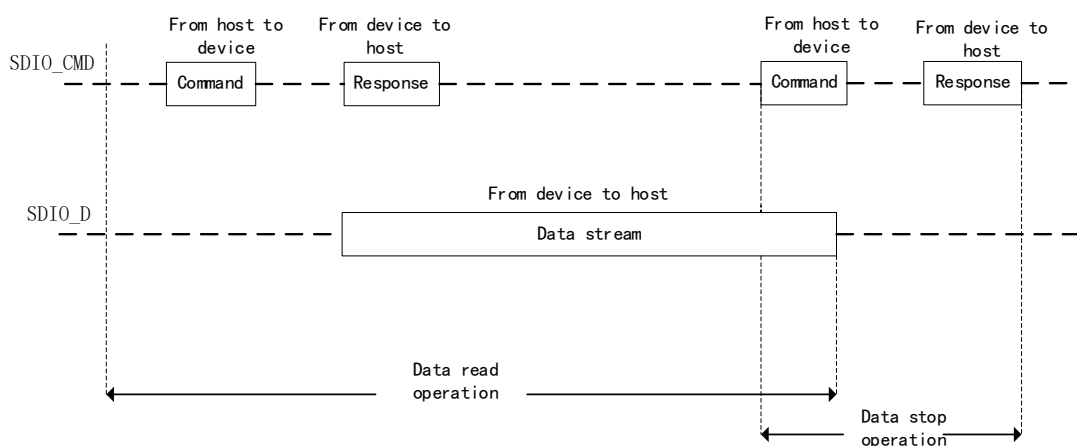 From host to
device
From device to
host
From host to
device
From device to
host
SDIO_CMD
Command
Response
Command
Response
From device to host
SDIO_D
Data stream
Data read
operation
Data stop
operation